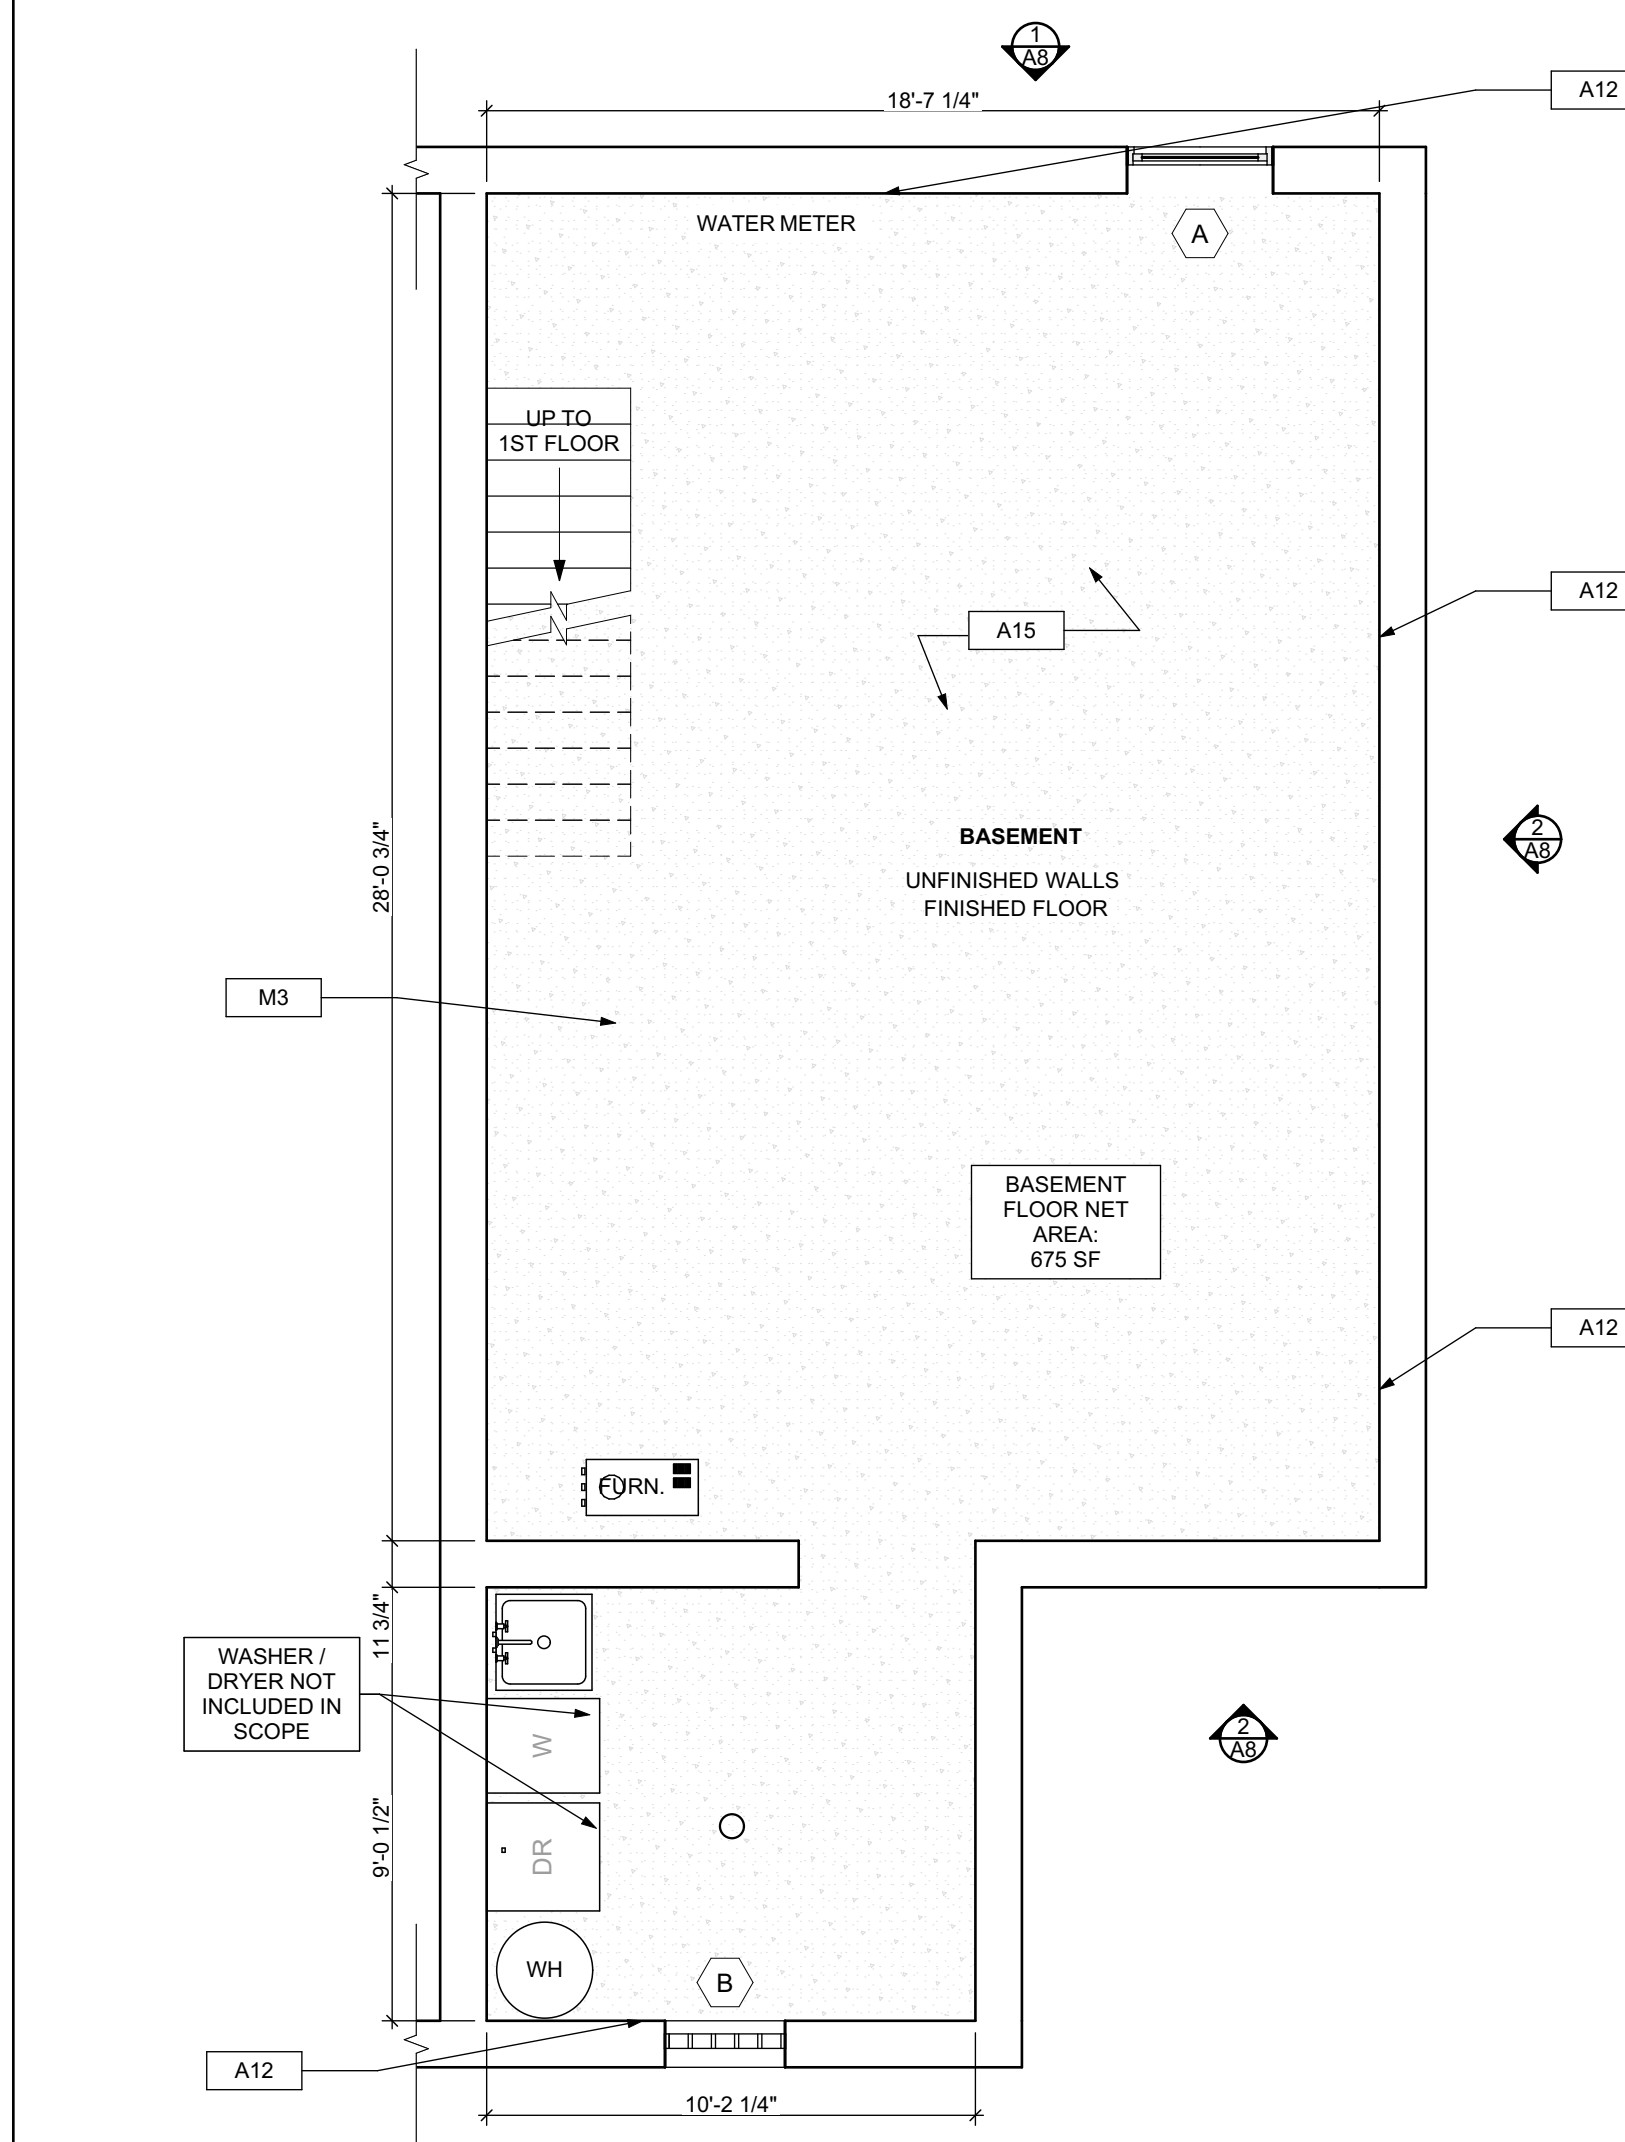 1
A8
18'-7 1/4"
A12
WATER METER
A
UP TO
1ST FLOOR
A12
A15
28'-0 3/4"
BASEMENT
UNFINISHED WALLS
FINISHED FLOOR
2
A8
M3
BASEMENT
FLOOR NET
AREA:
675 SF
A12
FURN.
11 3/4"
WASHER /
DRYER NOT
INCLUDED IN
SCOPE
W
2
A8
9'-0 1/2"
DR
WH
B
A12
10'-2 1/4"